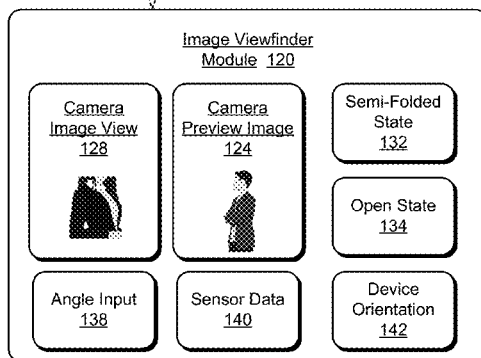 Image Viewfinder
Module 120
Camera
Image View
128
Camera
Preview Image
124
Semi-Folded
State
132
Open State
134
Angle Input
138
Sensor Data
140
Device
Orientation
142